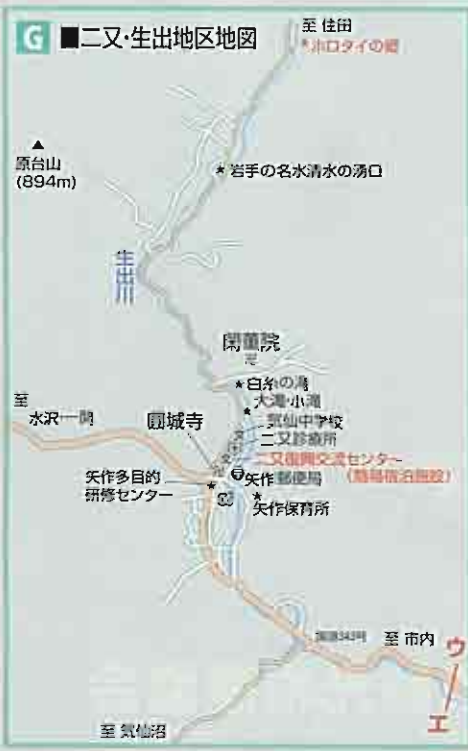 G ■二又・生出地区地図
至 住田
ホロタイの郷
原台山
(894m)
★岩手の名水清水の湧口
生出川
閑董院
★白糸の滝
大滝・小滝
気仙中学校
二又診療所
二又復興交流センター
(簡易宿泊施設)
至
水沢一関
圓城寺
矢作郵便局
矢作多目的
研修センター
矢作保育所
国道343号
至 市内
ウ
エ
至 気仙沼